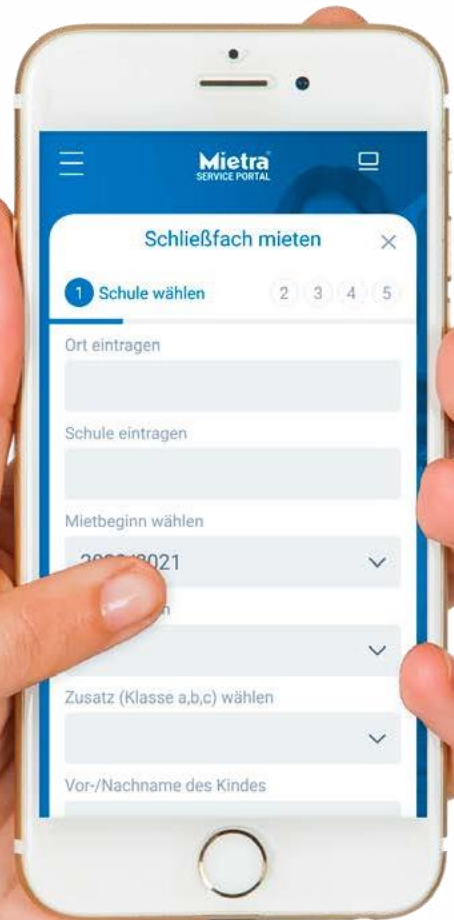 Mietra
SERVICE PORTAL
Schließfach mieten
1 Schule wählen 2 3 4 5
Ort eintragen
Schule eintragen
Mietbeginn wählen
Zusatz (Klasse a,b,c) wählen
Vor-/Nachname des Kindes